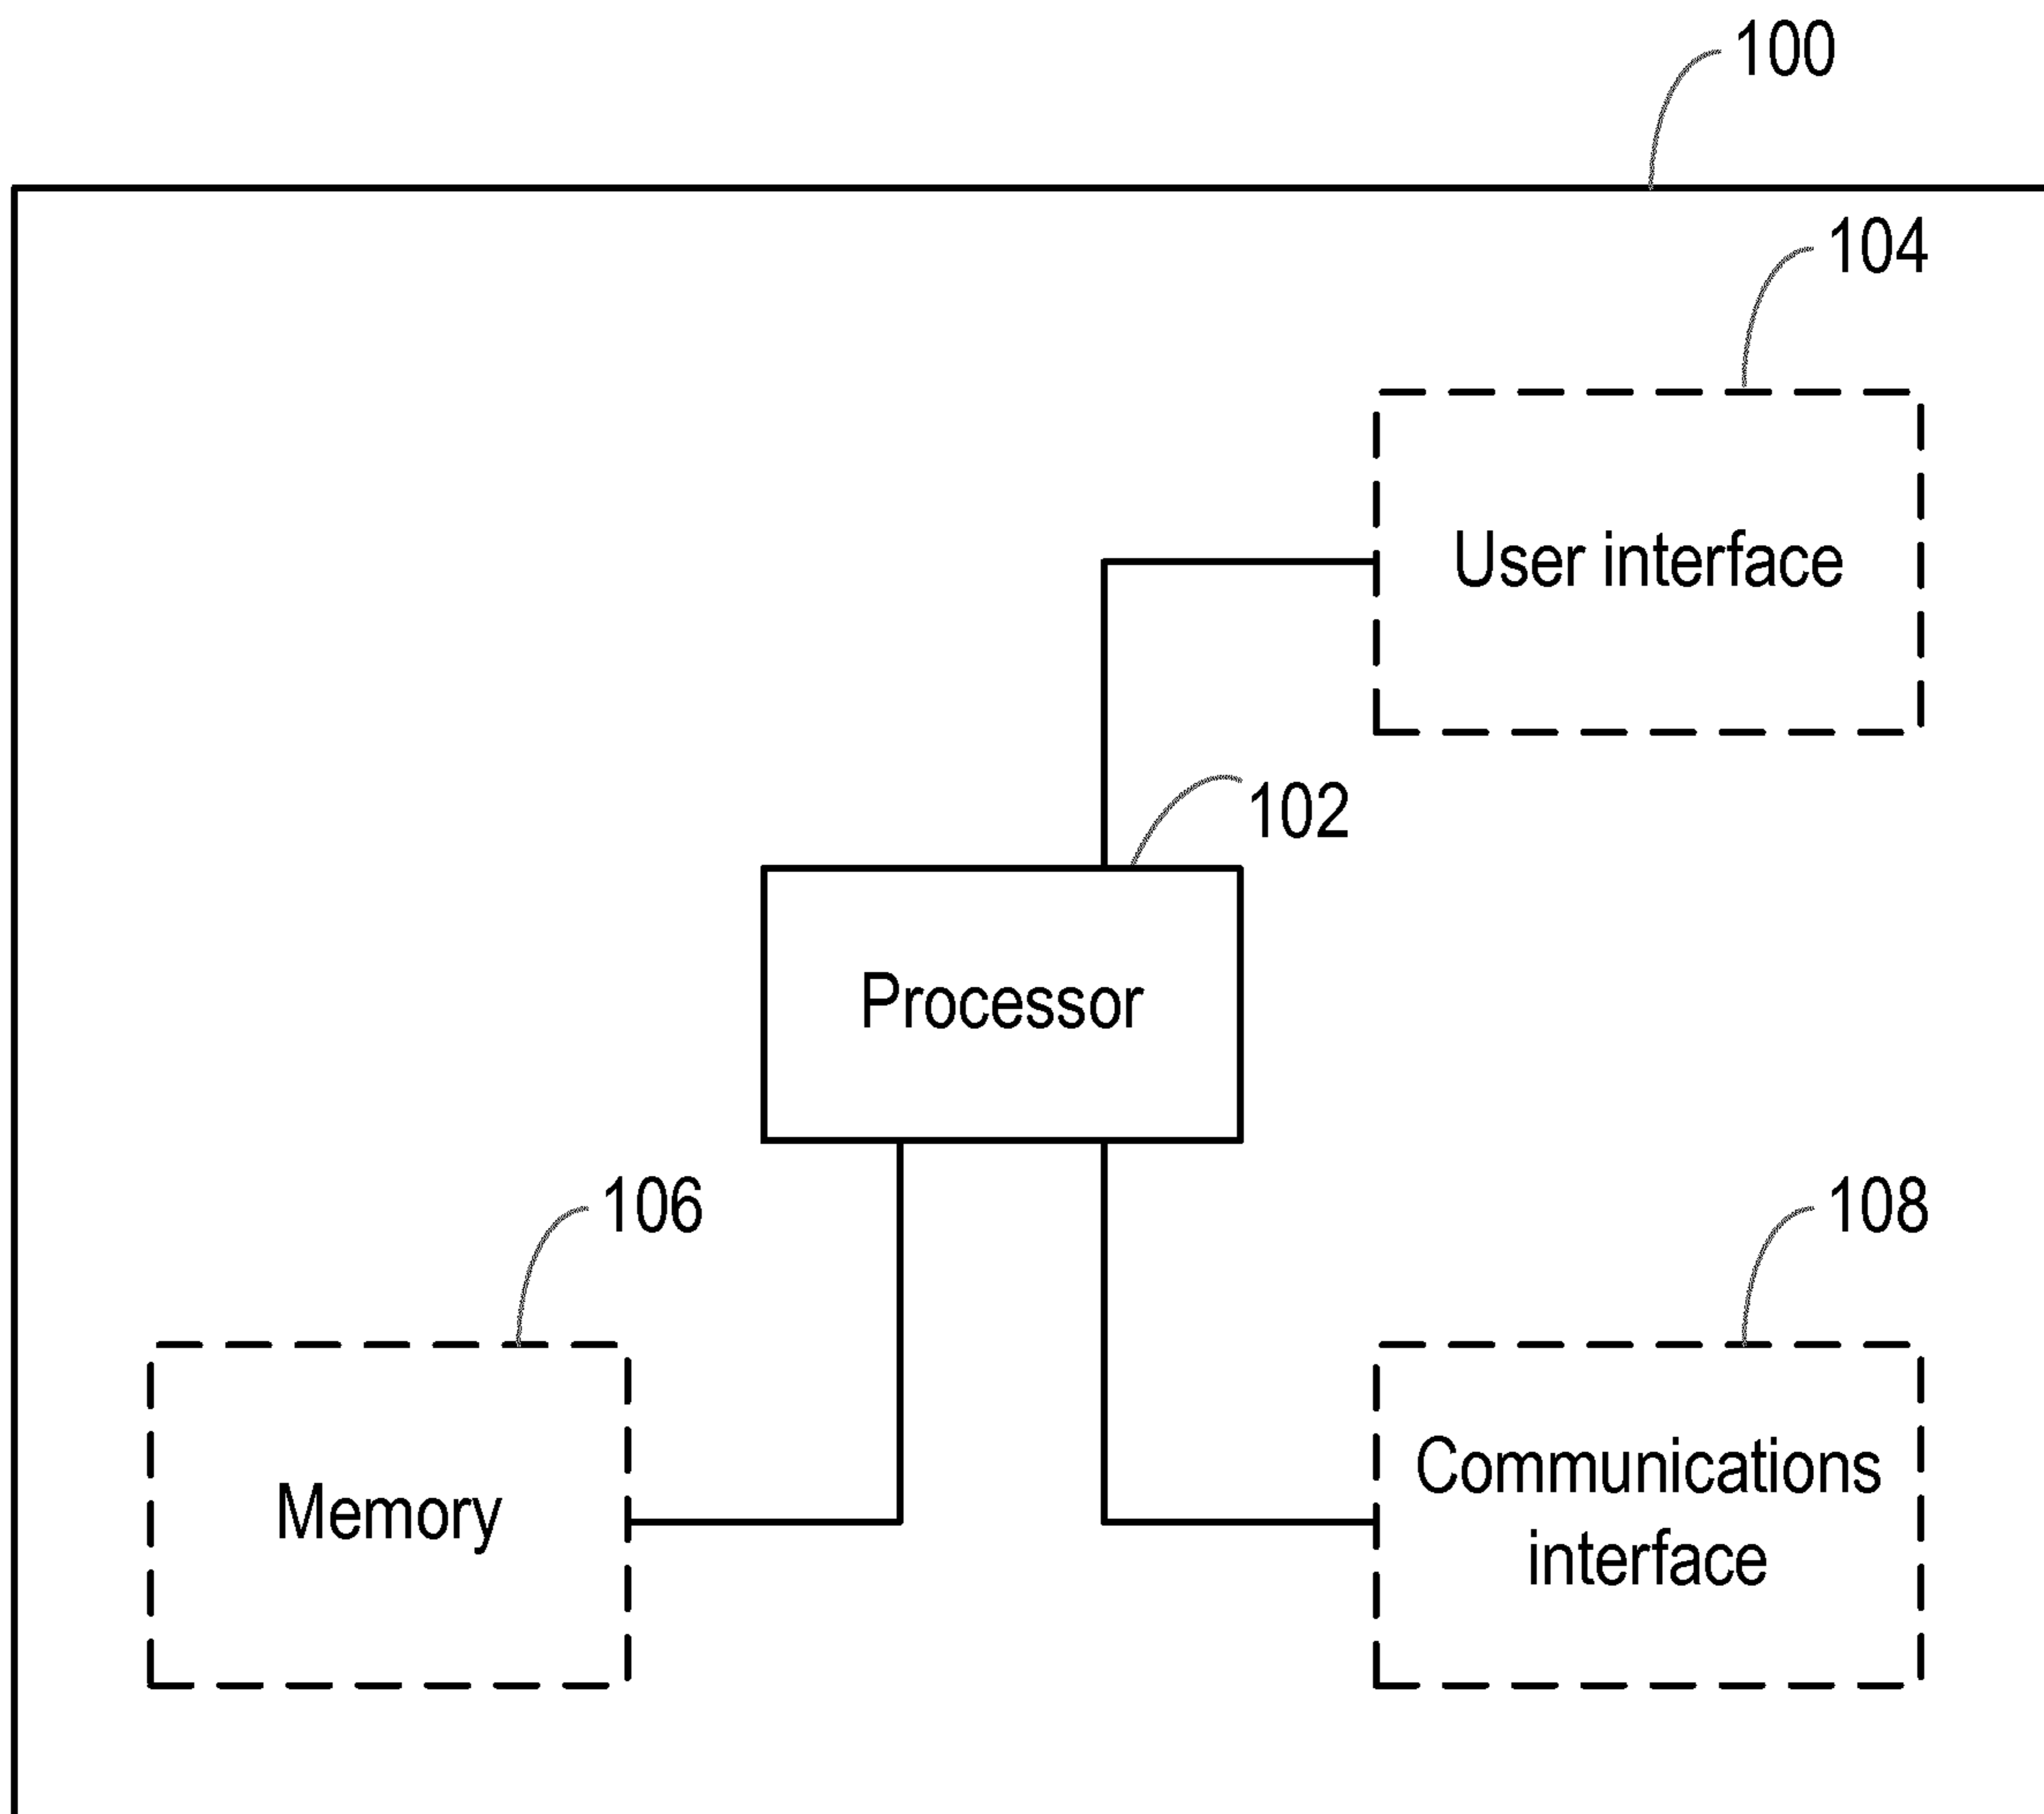 100
104
User interface
102
Processor
106
108
Memory
Communications
interface